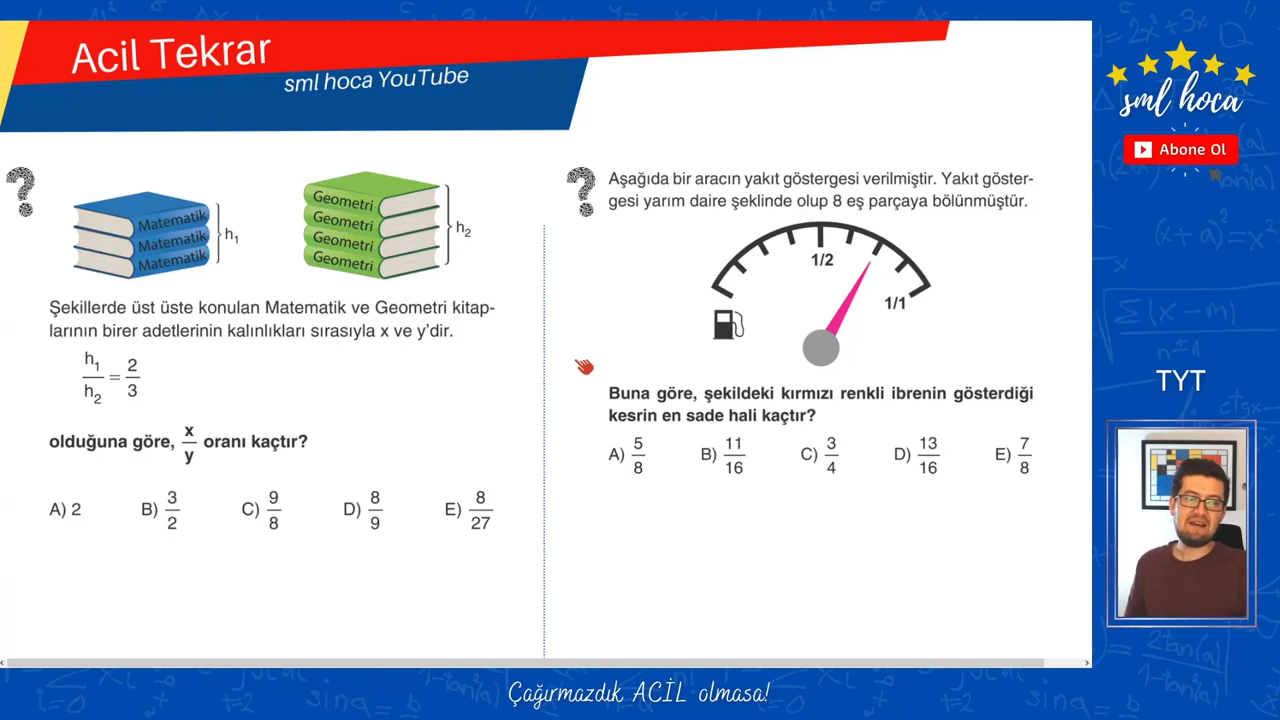 Acil Tekrar
sml hoca YouTube
sml hoca
Abone Ol
Matematik
Matematik
Matematik
h1
Geometri
Geometri
Geometri
Geometri
h2
Şekillerde üst üste konulan Matematik ve Geometri kitap-
larının birer adetlerinin kalınlıkları sırasıyla x ve y’dir.
h1/h2 = 2/3
olduğuna göre, x/y oranı kaçtır?
A) 2 B) 3/2 C) 9/8 D) 8/9 E) 8/27
Aşağıda bir aracın yakıt göstergesi verilmiştir. Yakıt göster-
gesi yarım daire şeklinde olup 8 eş parçaya bölünmüştür.
1/2
1/1
Buna göre, şekildeki kırmızı renkli ibrenin gösterdiği
kesrin en sade hali kaçtır?
A) 5/8 B) 11/16 C) 3/4 D) 13/16 E) 7/8
TYT
Çağırmazdık ACİL olmasa!